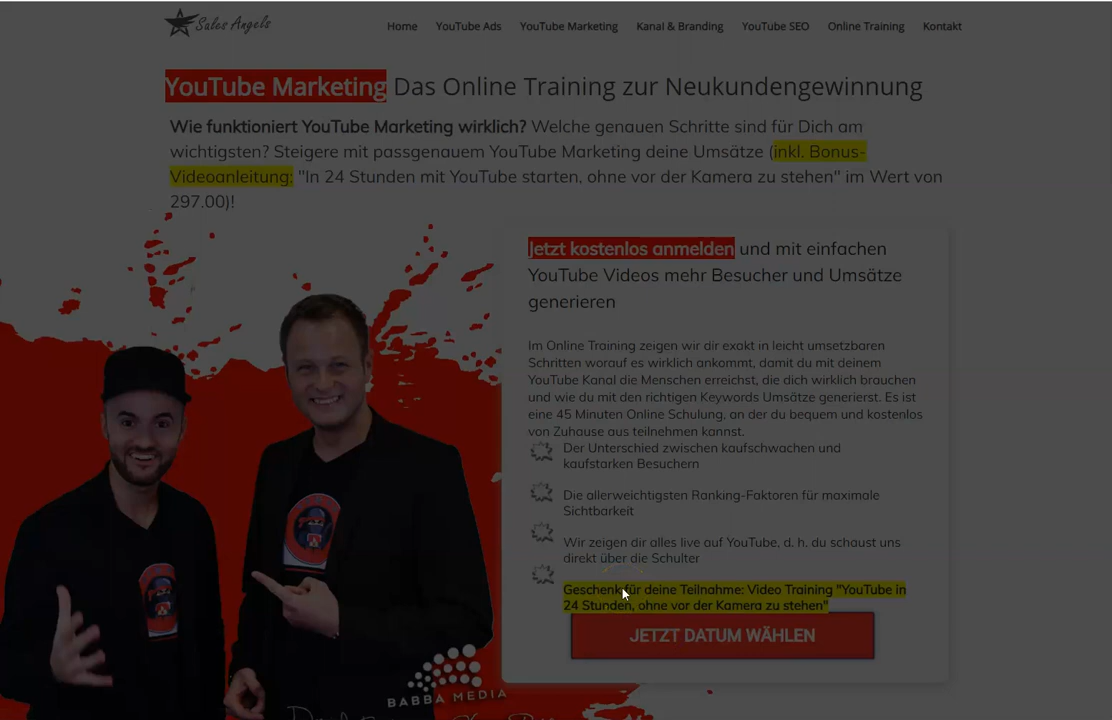 Sales Angels
Home YouTube Ads YouTube Marketing Kanal & Branding YouTube SEO Online Training Kontakt
YouTube Marketing Das Online Training zur Neukundengewinnung
Wie funktioniert YouTube Marketing wirklich? Welche genauen Schritte sind für Dich am
wichtigsten? Steigere mit passgenauem YouTube Marketing deine Umsätze (inkl. Bonus-
Videoanleitung: "In 24 Stunden mit YouTube starten, ohne vor der Kamera zu stehen" im Wert von
297.00)!
Jetzt kostenlos anmelden und mit einfachen
YouTube Videos mehr Besucher und Umsätze
generieren
Im Online Training zeigen wir dir exakt in leicht umsetzbaren
Schritten worauf es wirklich ankommt, damit du mit deinem
YouTube Kanal die Menschen erreichst, die dich wirklich brauchen
und wie du mit den richtigen Keywords Umsätze generierst. Es ist
eine 45 Minuten Online Schulung, an der du bequem und kostenlos
von Zuhause aus teilnehmen kannst.
Der Unterschied zwischen kaufschwachen und
kaufstarken Besuchern
Die allerweichtigsten Ranking-Faktoren für maximale
Sichtbarkeit
Wir zeigen dir alles live auf YouTube, d. h. du schaust uns
direkt über die Schulter
Geschenk für deine Teilnahme: Video Training "YouTube in
24 Stunden, ohne vor der Kamera zu stehen"
JETZT DATUM WÄHLEN
BABBA MEDIA